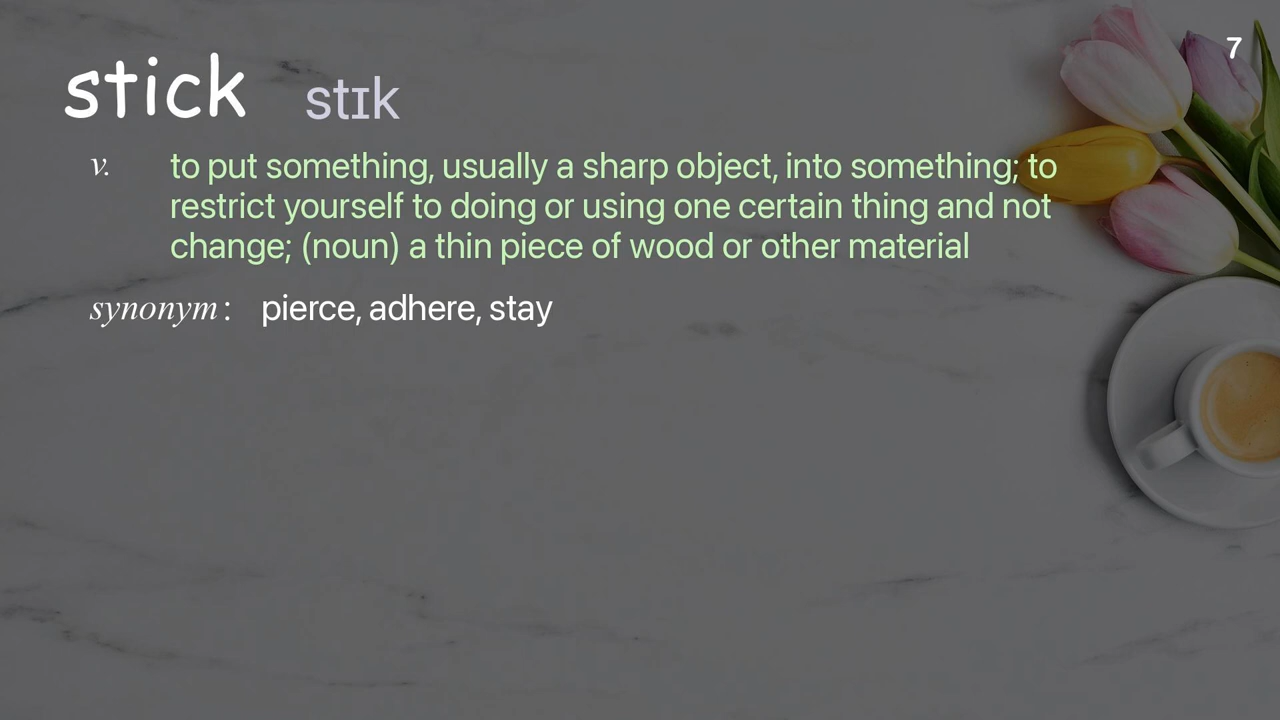 7
stick stɪk
v. to put something, usually a sharp object, into something; to
restrict yourself to doing or using one certain thing and not
change; (noun) a thin piece of wood or other material
synonym : pierce, adhere, stay